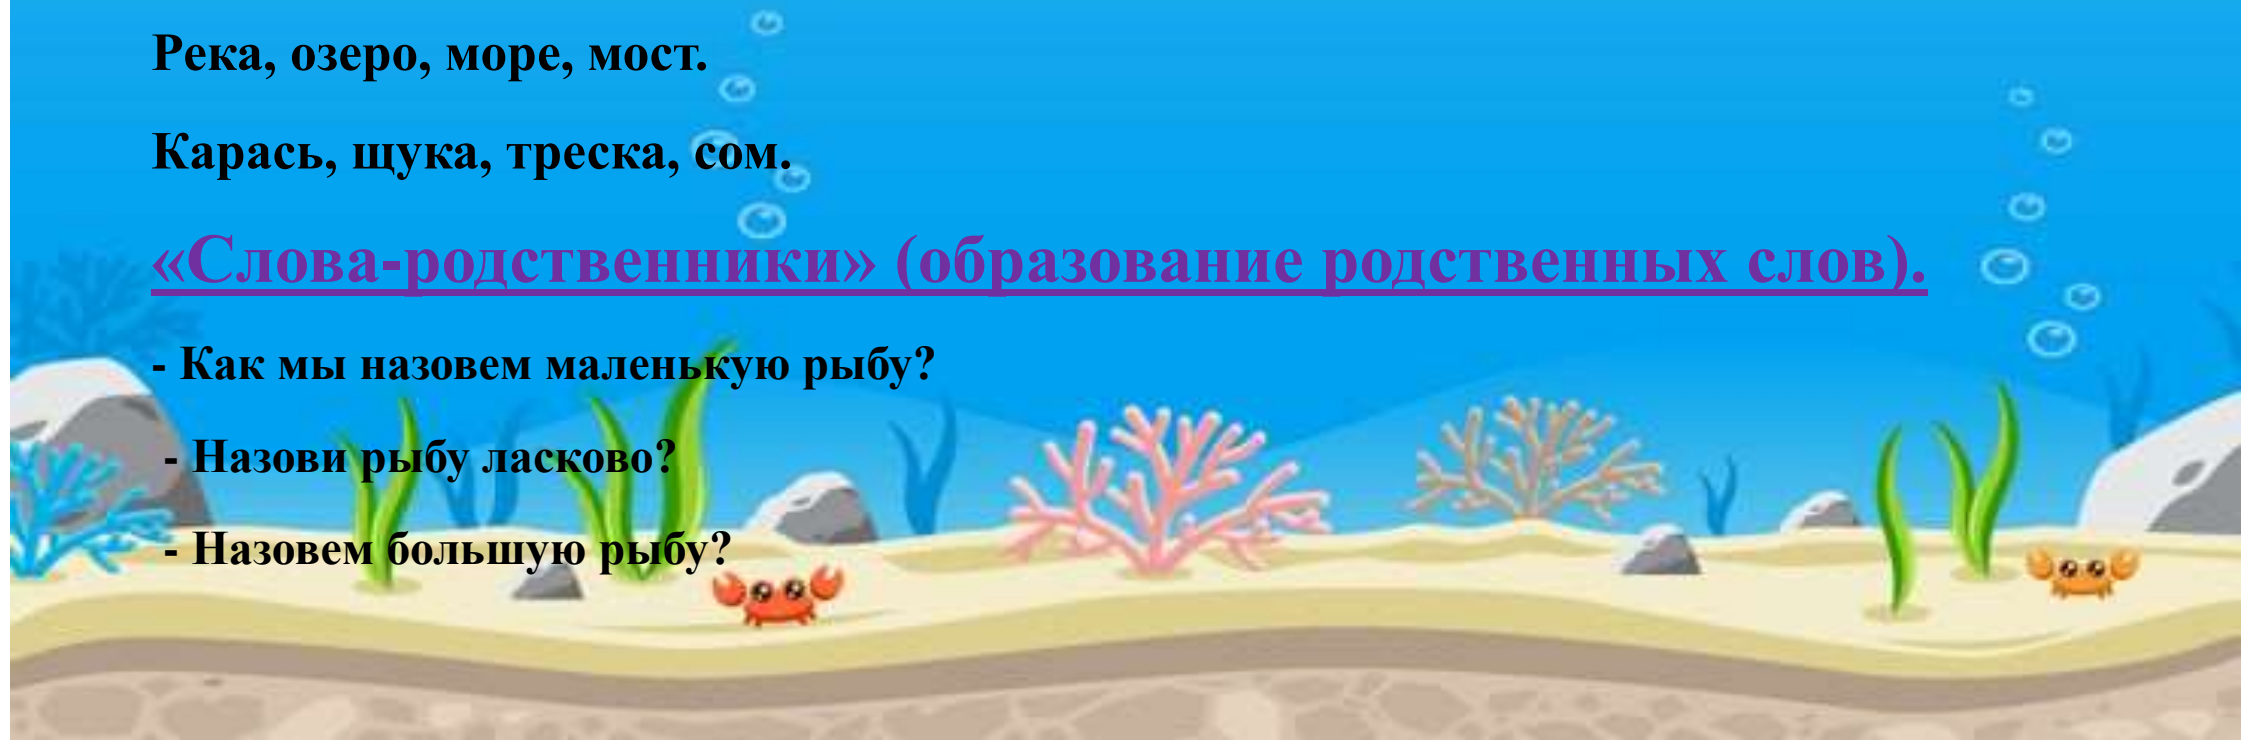 Река, озеро, море, мост.
Карась, щука, треска, сом.
«Слова-родственники» (образование родственных слов).
- Как мы назовем маленькую рыбу?
- Назови рыбу ласково?
- Назовем большую рыбу?